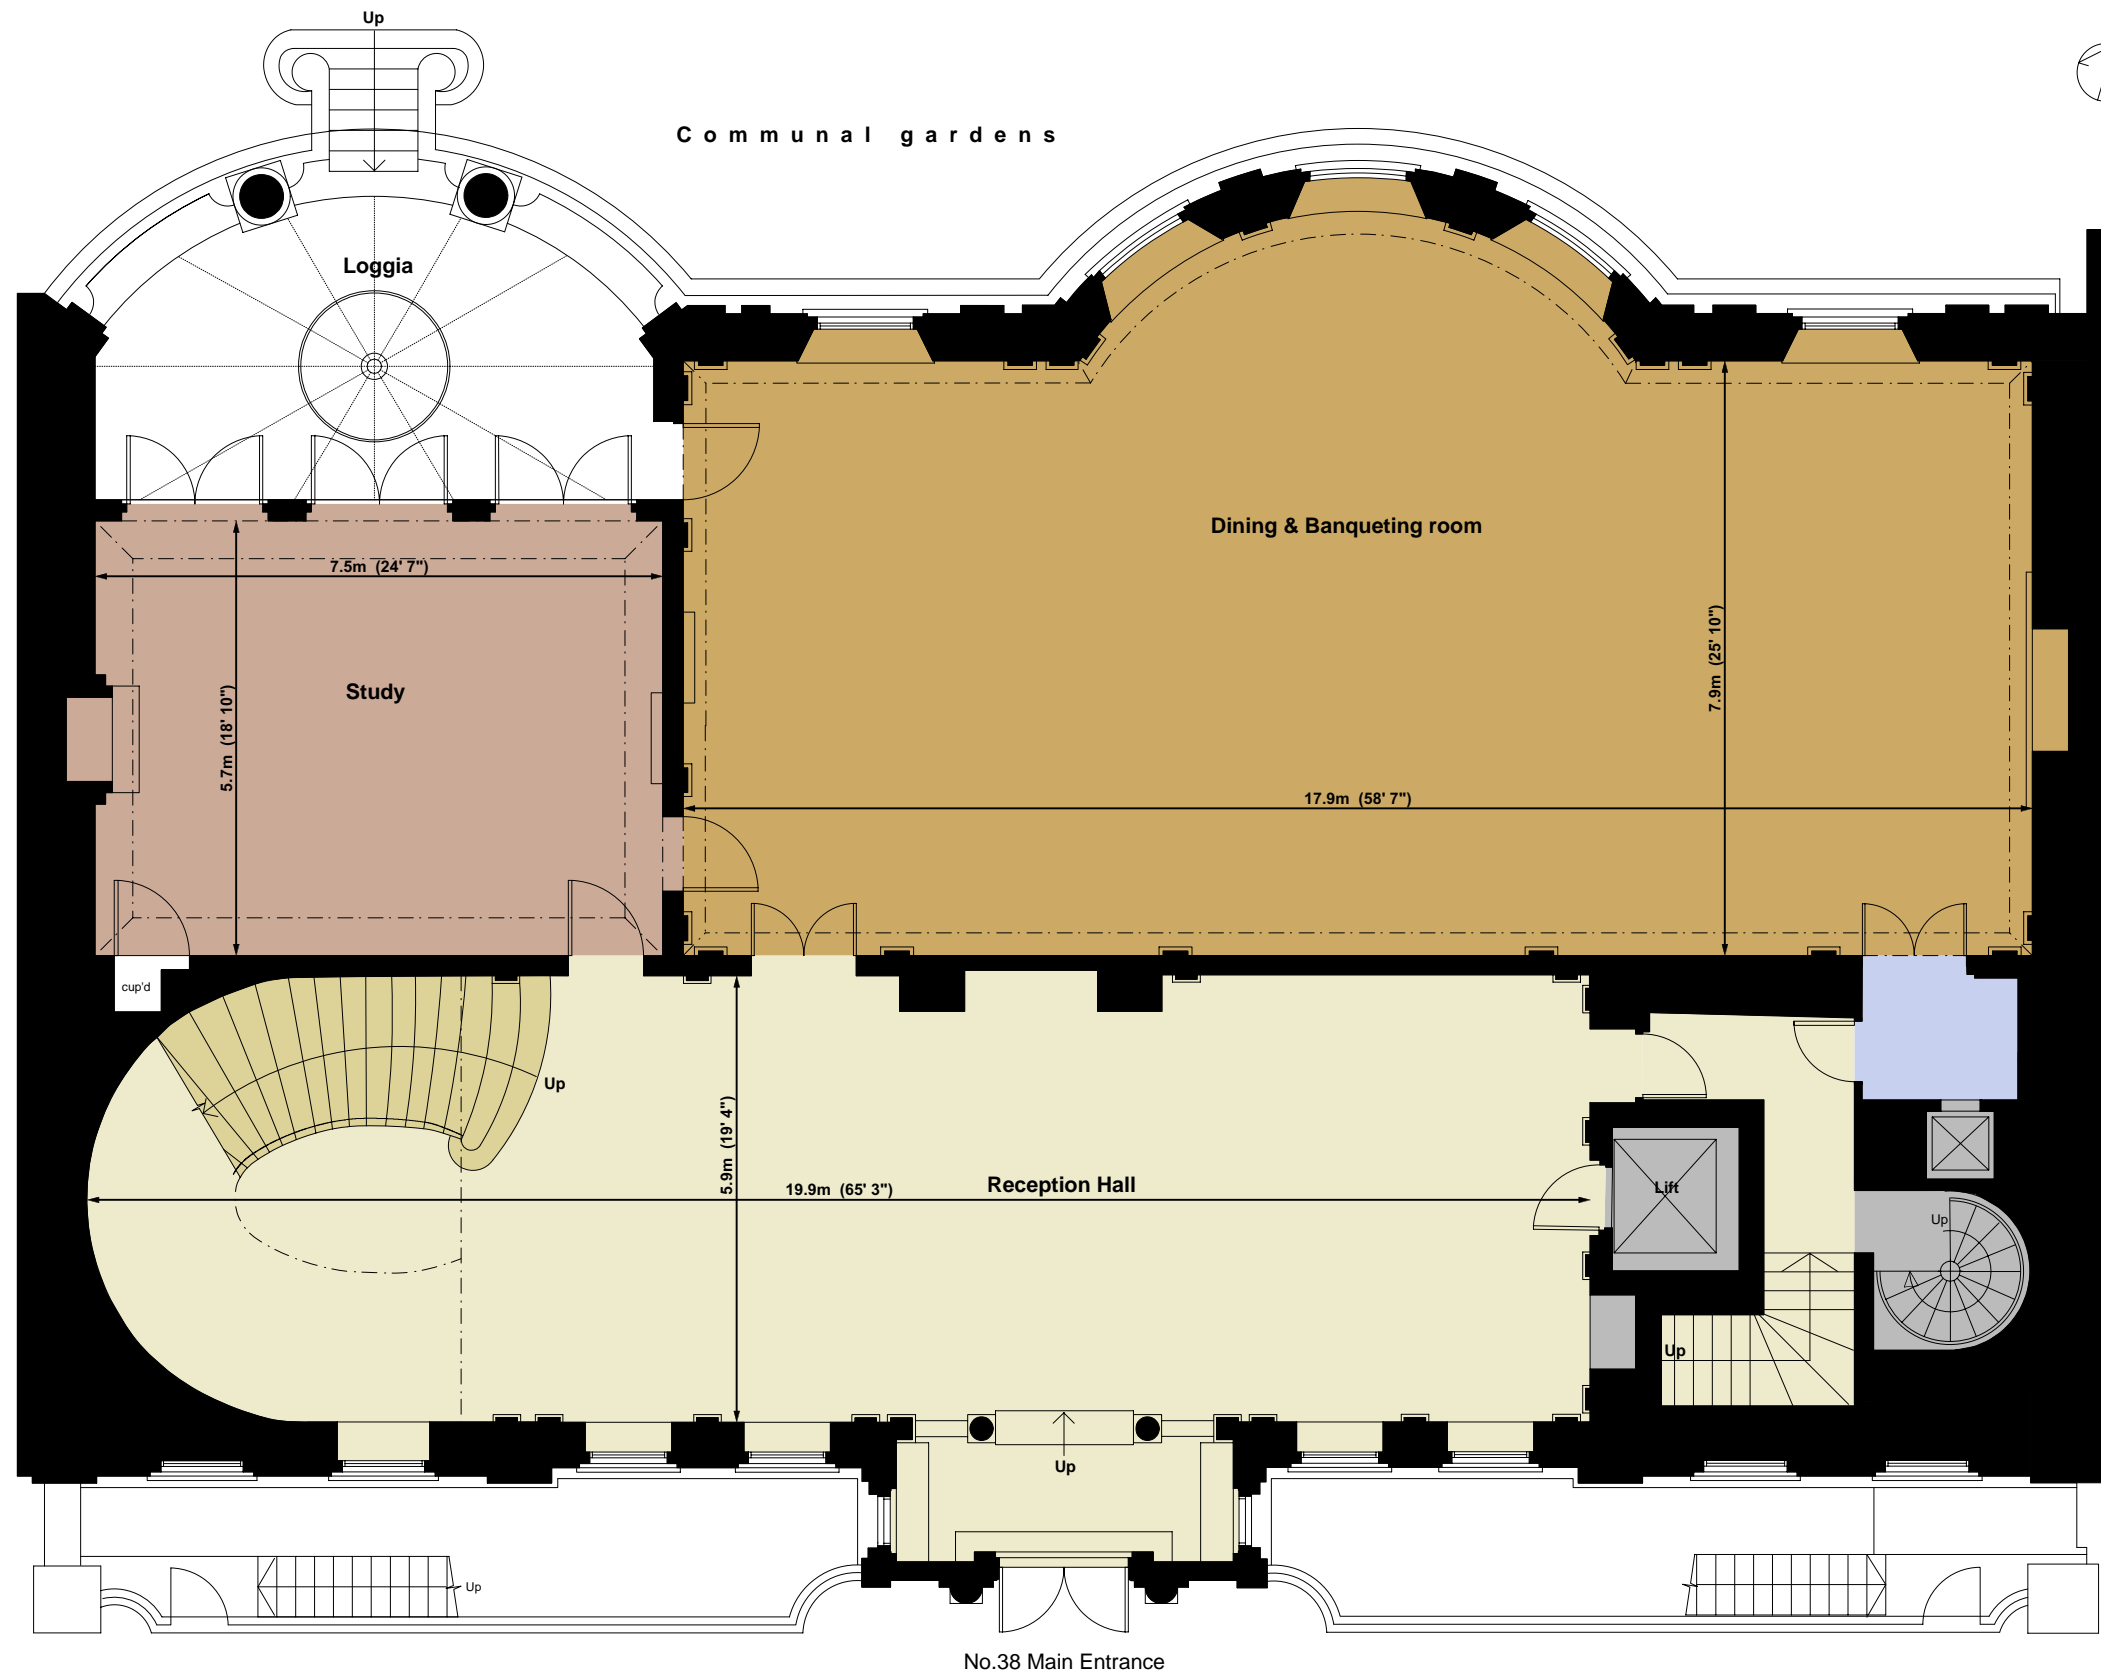 Up
Communal gardens
Loggia
Dining & Banqueting room
7.5m (24' 7")
7.9m (25' 10")
Study
5.7m (18' 10")
17.9m (58' 7")
cup'd
Up
5.9m (19' 4")
19.9m (65' 3")
Reception Hall
Lift
Up
Up
Up
Up
No.38 Main Entrance